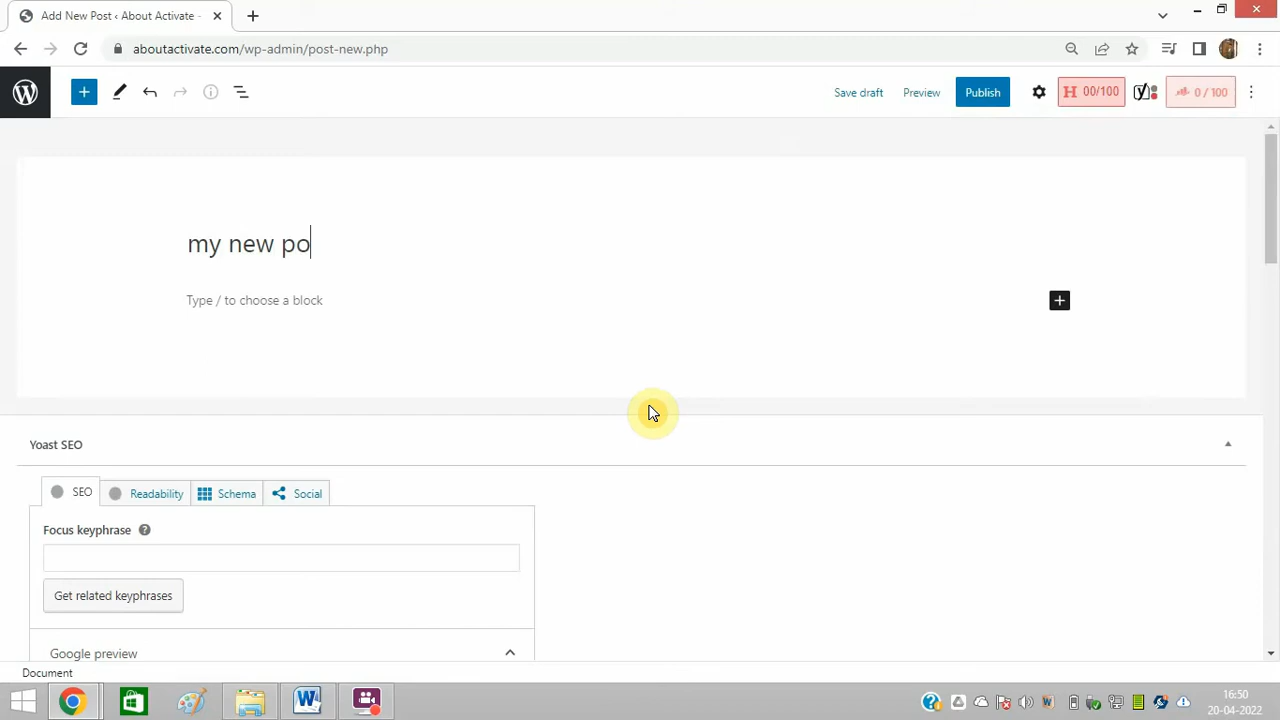 Add New Post ‹ About Activate -
aboutactivate.com/wp-admin/post-new.php
Save draft
Preview
Publish
H 00/100
0 / 100
my new po
Type / to choose a block
Yoast SEO
SEO
Readability
Schema
Social
Focus keyphrase
Get related keyphrases
Google preview
Document
16:50
20-04-2022